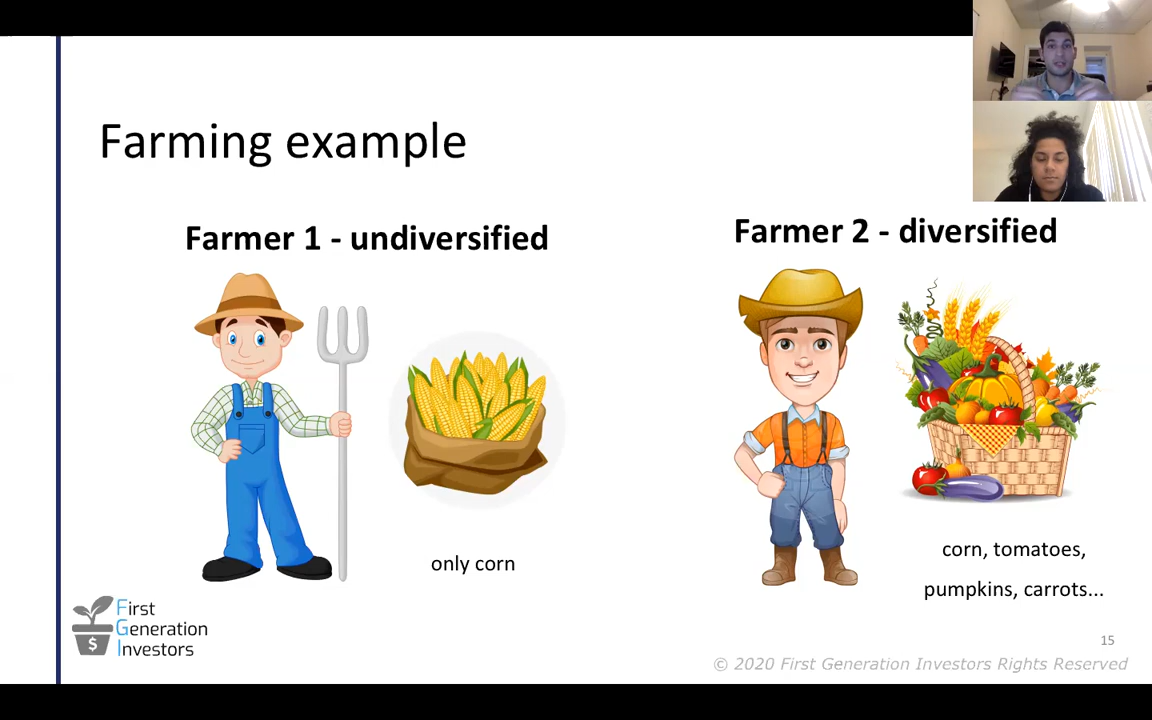 Farming example
Farmer 1 - undiversified
Farmer 2 - diversified
only corn
corn, tomatoes,
pumpkins, carrots...
$
First
Generation
Investors
15
© 2020 First Generation Investors Rights Reserved